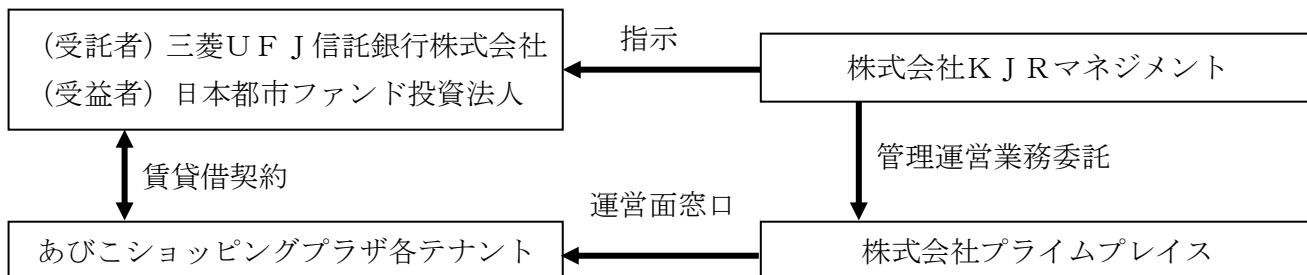 （受託者）三菱ＵＦＪ信託銀行株式会社
（受益者）日本都市ファンド投資法人
指示
株式会社ＫＪＲマネジメント
賃貸借契約
管理運営業務委託
運営面窓口
あびこショッピングプラザ各テナント
株式会社プライムプレイス